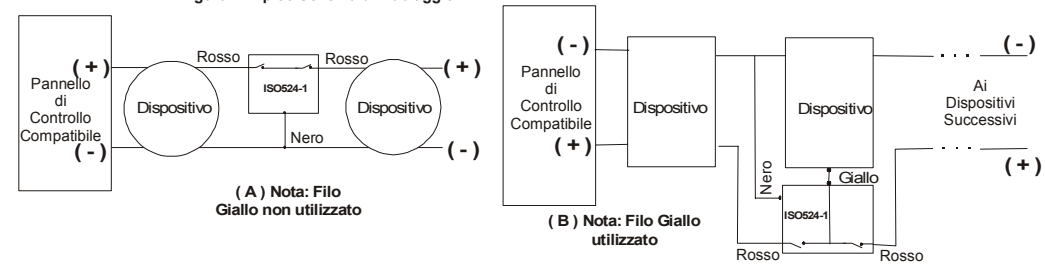 (+)
Rosso
Rosso
(+)
Pannello
di
Controllo
Compatibile
Dispositivo
ISO524-1
Dispositivo
(-)
Nero
(-)
( A ) Nota: Filo
Giallo non utilizzato
(-)
(-)
Pannello
di
Controllo
Compatibile
Dispositivo
Dispositivo
Ai
Dispositivi
Successivi
(+)
(+)
Nero
Giallo
ISO524-1
Rosso
Rosso
( B ) Nota: Filo Giallo
utilizzato